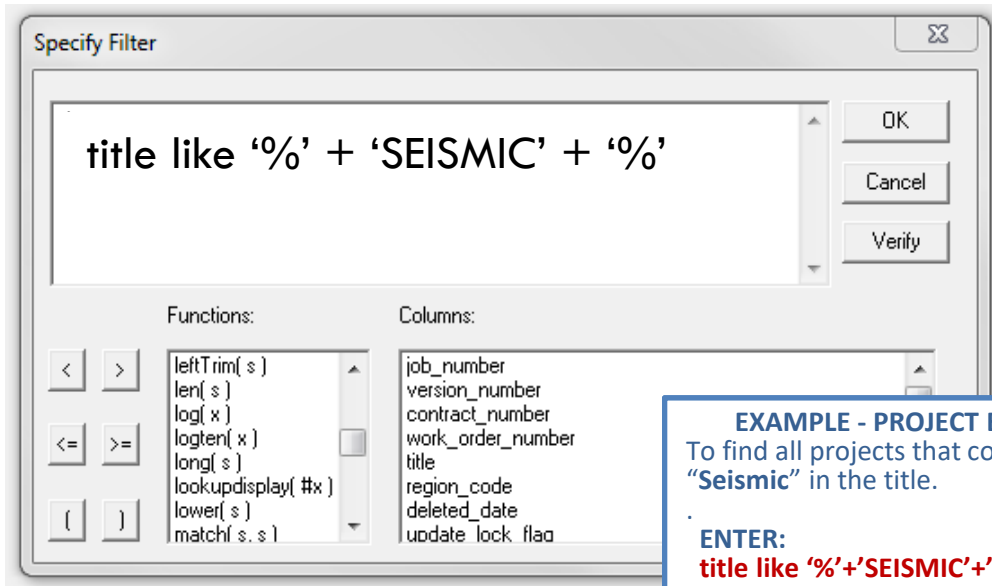 Specify Filter
title like ‘%’ + ‘SEISMIC’ + ‘%’
OK
Cancel
Verify
Functions:
Columns:
<
>
<=
>=
(
)
leftTrim( s )
len( s )
log( x )
logten( x )
long( s )
lookupdisplay( #x )
lower( s )
match( s, s )
job_number
version_number
contract_number
work_order_number
title
region_code
deleted_date
update_lock_flag
EXAMPLE - PROJECT
To find all projects that
“Seismic” in the title.
.
ENTER:
title like ‘%’+’SEISMIC’+’